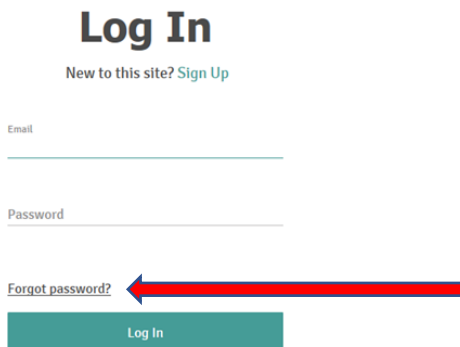 Log In
New to this site? Sign Up
Email
Password
Forgot password?
Log In